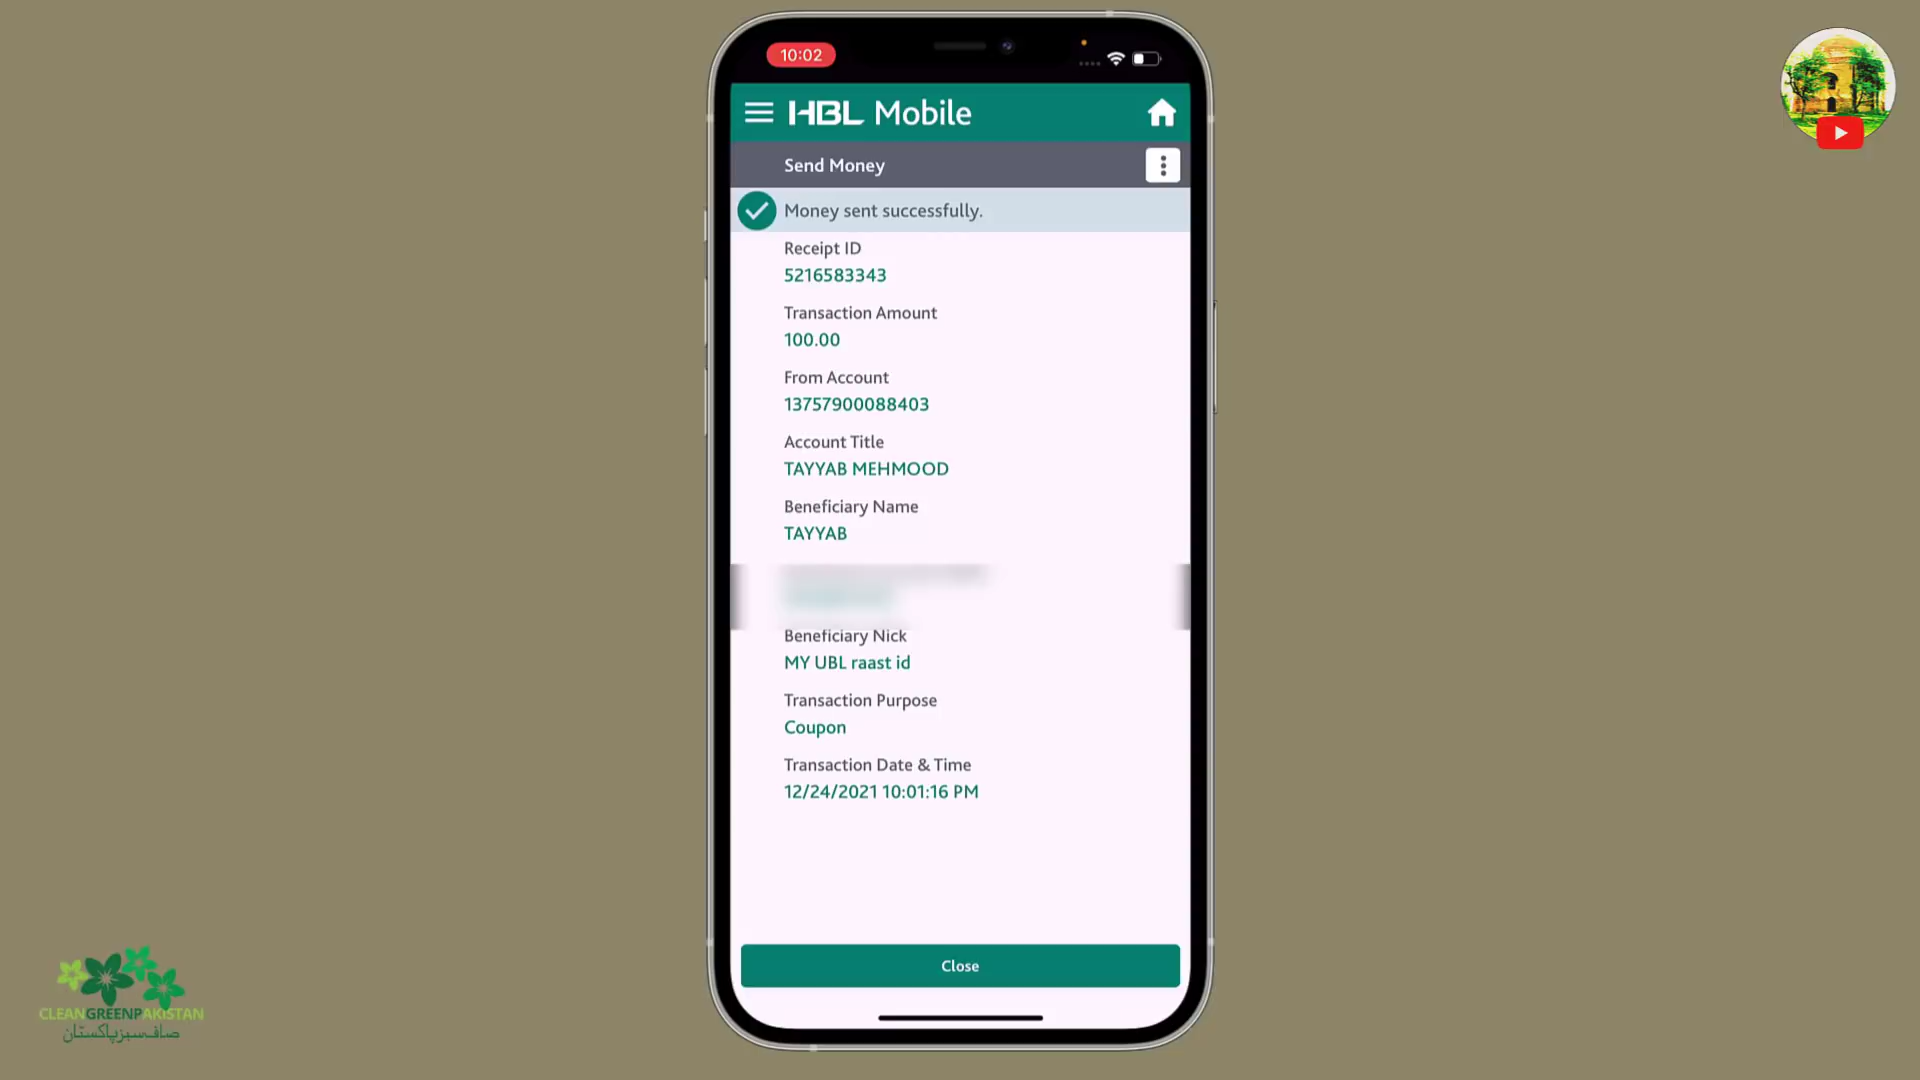 10:02
HBL Mobile
Send Money
Money sent successfully.
Receipt ID
5216583343
Transaction Amount
100.00
From Account
13757900088403
Account Title
TAYYAB MEHMOOD
Beneficiary Name
TAYYAB
Beneficiary Nick
MY UBL raast id
Transaction Purpose
Coupon
Transaction Date & Time
12/24/2021 10:01:16 PM
Close
CLEANGREENPAKISTAN
صاف سبز پاکستان